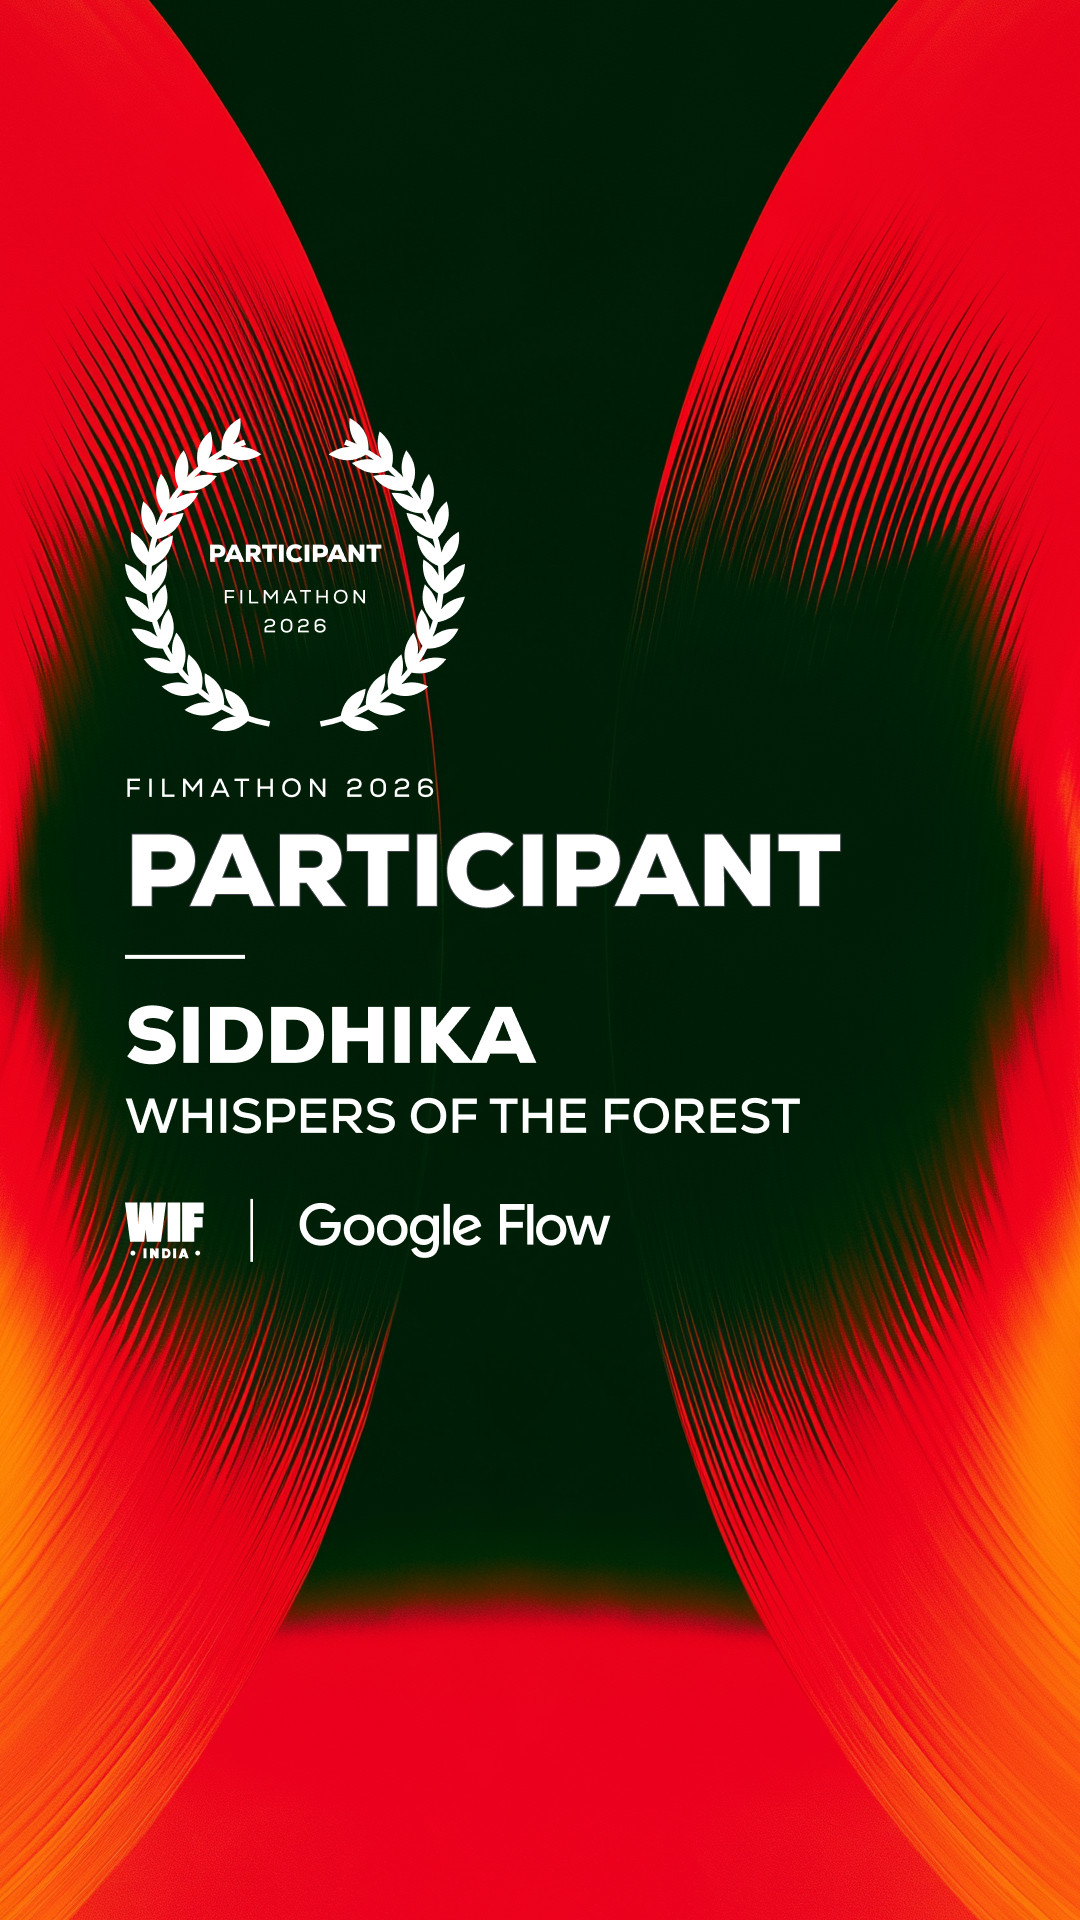 PARTICIPANT
FILMATHON
2026
FILMATHON 2026
PARTICIPANT
SIDDHIKA
WHISPERS OF THE FOREST
WIF
• INDIA •
Google Flow